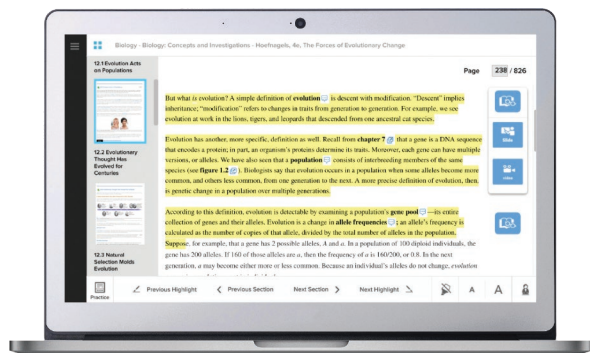 Biology - Biology: Concepts and Investigations - Hoefnagels, 4e, The Forces of Evolutionary Change
12.1 Evolution Acts
on Populations
12.2 Evolutionary
Thought Has
Evolved for
Centuries
12.3 Natural
Selection Molds
Evolution
Page 238 / 826
But what is evolution? A simple definition of evolution is descent with modification. "Descent" implies
inheritance; "modification" refers to changes in traits from generation to generation. For example, we see
evolution at work in the lions, tigers, and leopards that descended from one ancestral cat species.
Evolution has another, more specific, definition as well. Recall from chapter 7 that a gene is a DNA sequence
that encodes a protein; in part, an organism's proteins determine its traits. Moreover, each gene can have multiple
versions, or alleles. We have also seen that a population consists of interbreeding members of the same
species (see figure 1.2). Biologists say that evolution occurs in a population when some alleles become more
common, and others less common, from one generation to the next. A more precise definition of evolution, then,
is genetic change in a population over multiple generations.
According to this definition, evolution is detectable by examining a population's gene pool—its entire
collection of genes and their alleles. Evolution is a change in allele frequencies; an allele's frequency is
calculated as the number of copies of that allele, divided by the total number of alleles in the population.
Suppose, for example, that a gene has 2 possible alleles, A and a. In a population of 100 diploid individuals, the
gene has 200 alleles. If 160 of those alleles are a, then the frequency of a is 160/200, or 0.8. In the next
generation, a may become either more or less common. Because an individual's alleles do not change, evolution
Slide
video
Practice
Previous Highlight
Previous Section
Next Section
Next Highlight
A
A